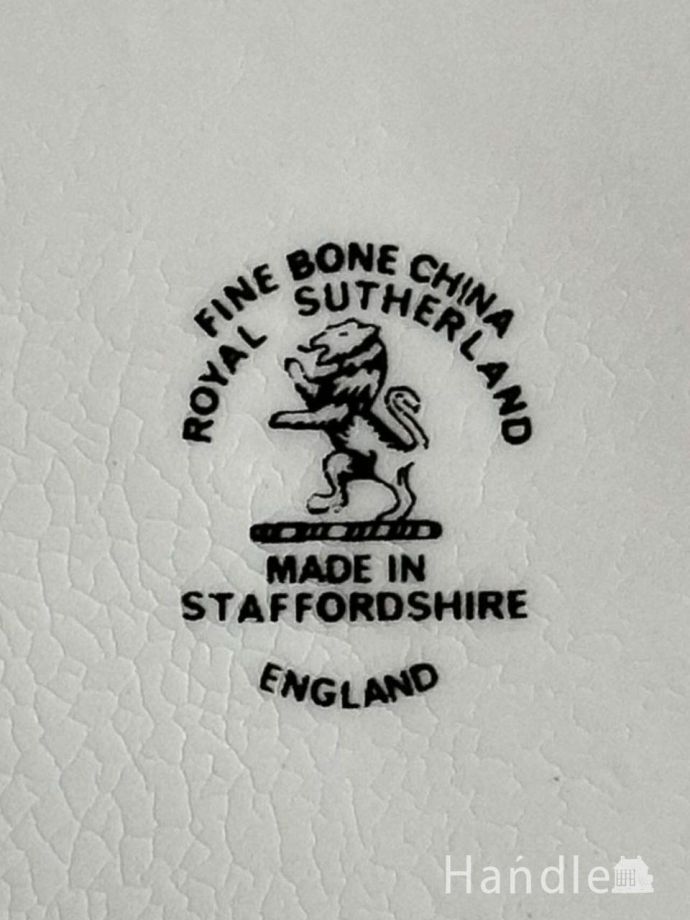 FINE BONE CHINA
ROYAL SUTHERLAND
MADE IN
STAFFORDSHIRE
ENGLAND
Handle